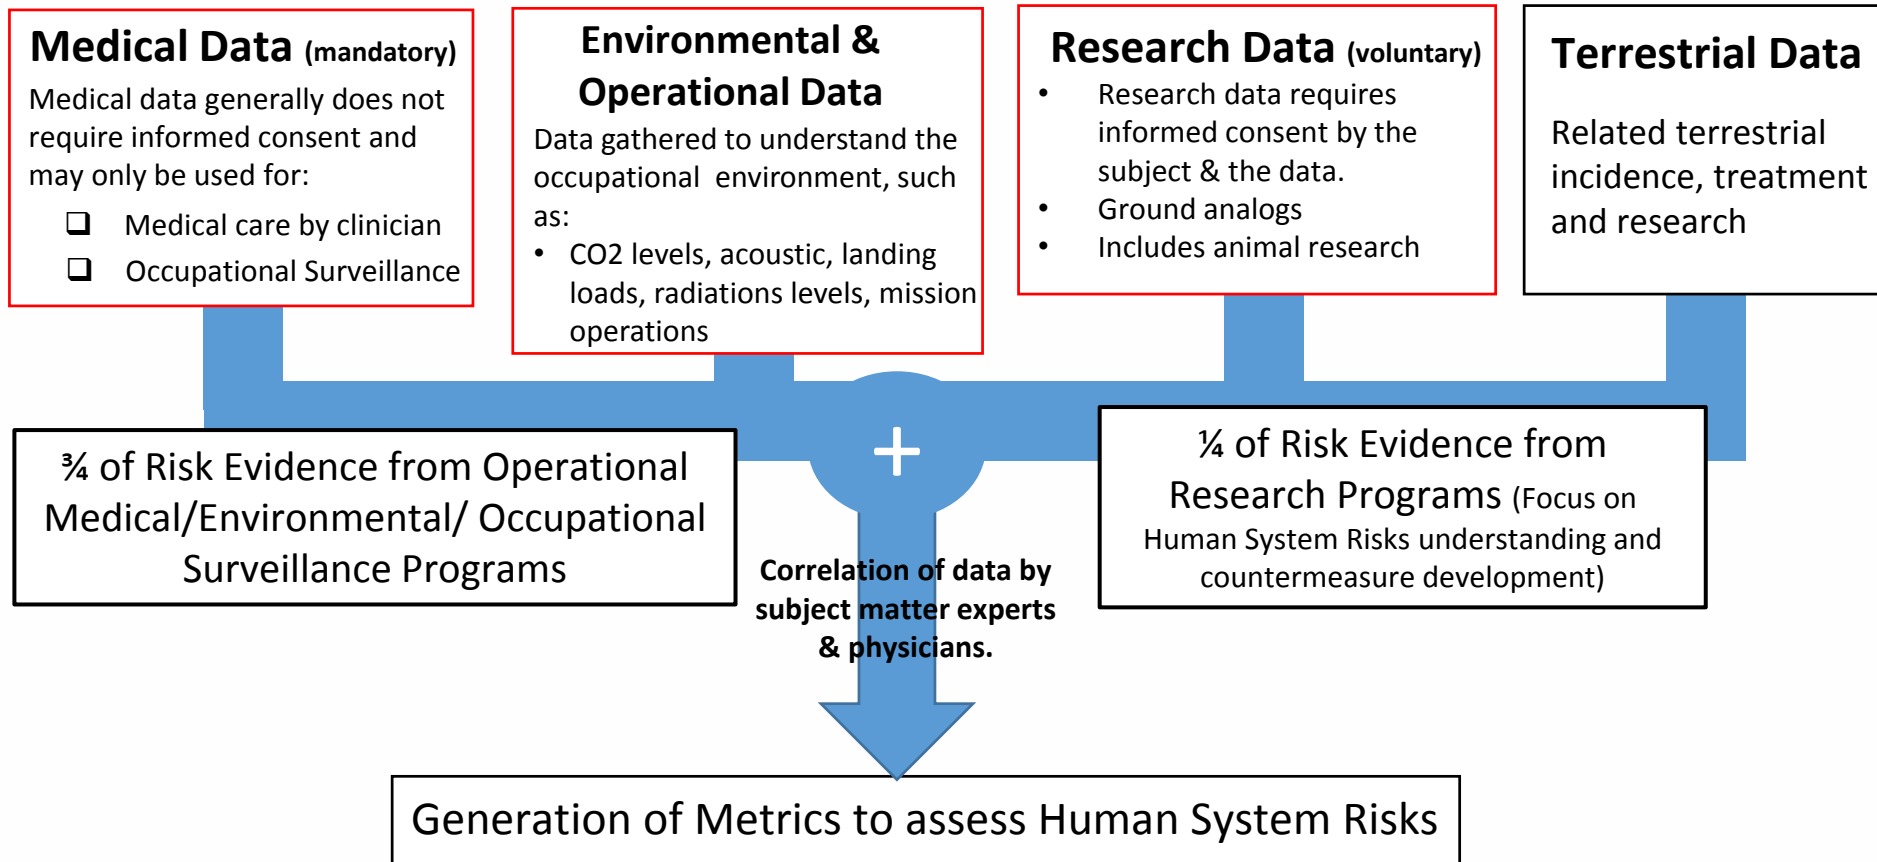 Medical Data (mandatory)
Medical data generally does not
require informed consent and
may only be used for:
❑ Medical care by clinician
❑ Occupational Surveillance
Environmental &
Operational Data
Data gathered to understand the
occupational environment, such
as:
• CO2 levels, acoustic, landing
loads, radiations levels, mission
operations
Research Data (voluntary)
• Research data requires
informed consent by the
subject & the data.
• Ground analogs
• Includes animal research
Terrestrial Data
Related terrestrial
incidence, treatment
and research
¾ of Risk Evidence from Operational
Medical/Environmental/ Occupational
Surveillance Programs
+
¼ of Risk Evidence from
Research Programs (Focus on
Human System Risks understanding and
countermeasure development)
Correlation of data by
subject matter experts
& physicians.
Generation of Metrics to assess Human System Risks